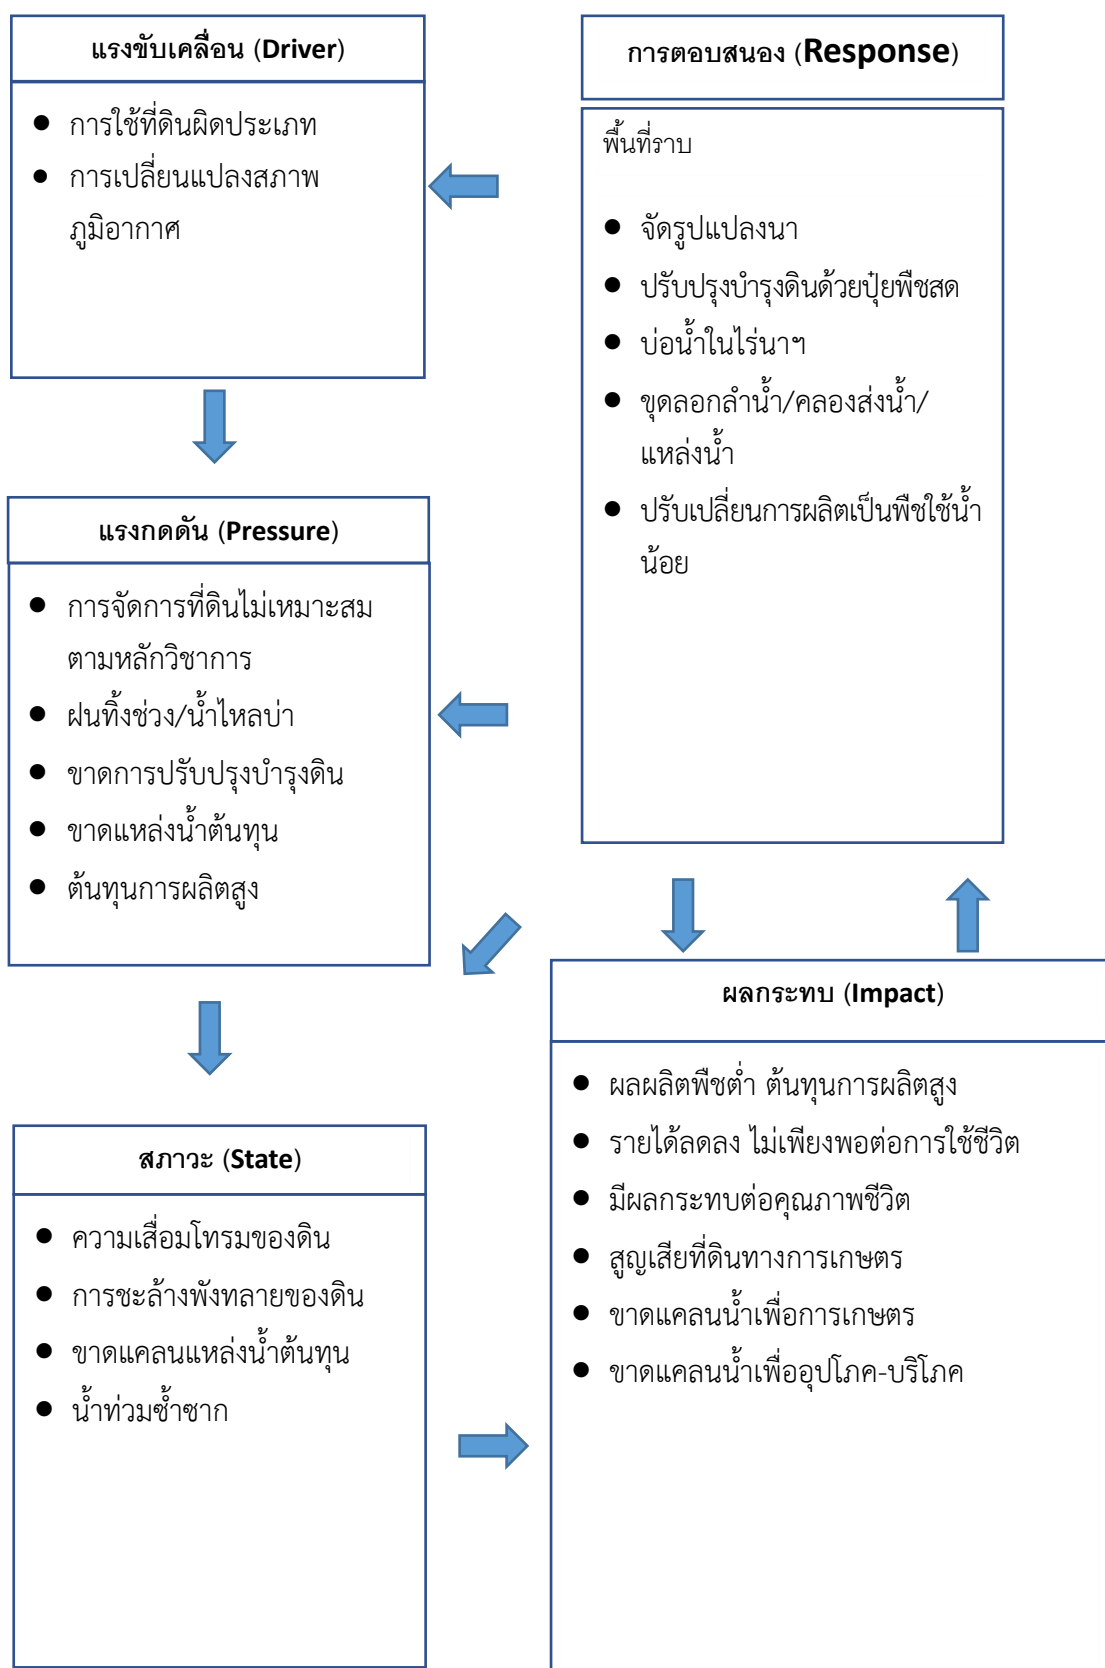 แรงขับเคลื่อน (Driver)
● การใช้ที่ดินผิดประเภท
● การเปลี่ยนแปลงสภาพ
ภูมิอากาศ
แรงกดดัน (Pressure)
● การจัดการที่ดินไม่เหมาะสม
ตามหลักวิชาการ
● ฝนทิ้งช่วง/น้ำไหลบ่า
● ขาดการปรับปรุงบำรุงดิน
● ขาดแหล่งน้ำต้นทุน
● ต้นทุนการผลิตสูง
สภาวะ (State)
● ความเสื่อมโทรมของดิน
● การชะล้างพังทลายของดิน
● ขาดแคลนแหล่งน้ำต้นทุน
● น้ำท่วมซ้ำซาก
การตอบสนอง (Response)
พื้นที่ราบ
● จัดรูปแปลงนา
● ปรับปรุงบำรุงดินด้วยปุ๋ยพืชสด
● บ่อน้ำในไร่นาฯ
● ขุดลอกลำน้ำ/คลองส่งน้ำ/
แหล่งน้ำ
● ปรับเปลี่ยนการผลิตเป็นพืชใช้น้ำ
น้อย
ผลกระทบ (Impact)
● ผลผลิตพืชต่ำ ต้นทุนการผลิตสูง
● รายได้ลดลง ไม่เพียงพอต่อการใช้ชีวิต
● มีผลกระทบต่อคุณภาพชีวิต
● สูญเสียที่ดินทางการเกษตร
● ขาดแคลนน้ำเพื่อการเกษตร
● ขาดแคลนน้ำเพื่ออุปโภค-บริโภค